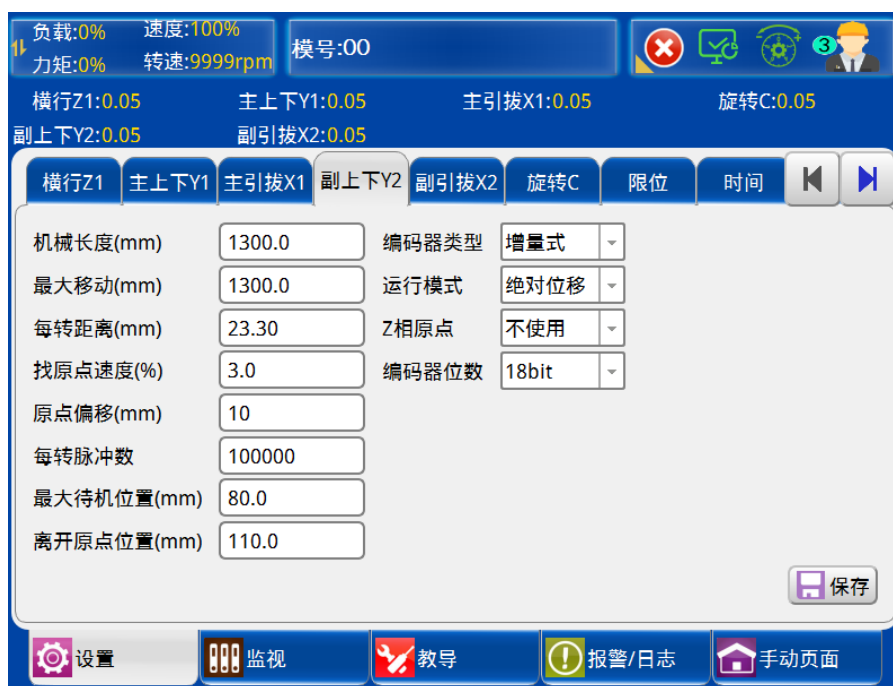 负载:0% 速度:100%
力矩:0% 转速:9999rpm
模号:00
3
横行Z1:0.05 主上下Y1:0.05 主引拔X1:0.05 旋转C:0.05
副上下Y2:0.05 副引拔X2:0.05
横行Z1 主上下Y1 主引拔X1 副上下Y2 副引拔X2 旋转C 限位 时间
机械长度(mm) 1300.0 编码器类型 增量式
最大移动(mm) 1300.0 运行模式 绝对位移
每转距离(mm) 23.30 Z相原点 不使用
找原点速度(%) 3.0 编码器位数 18bit
原点偏移(mm) 10
每转脉冲数 100000
最大待机位置(mm) 80.0
离开原点位置(mm) 110.0
保存
设置 监视 教导 报警/日志 手动页面